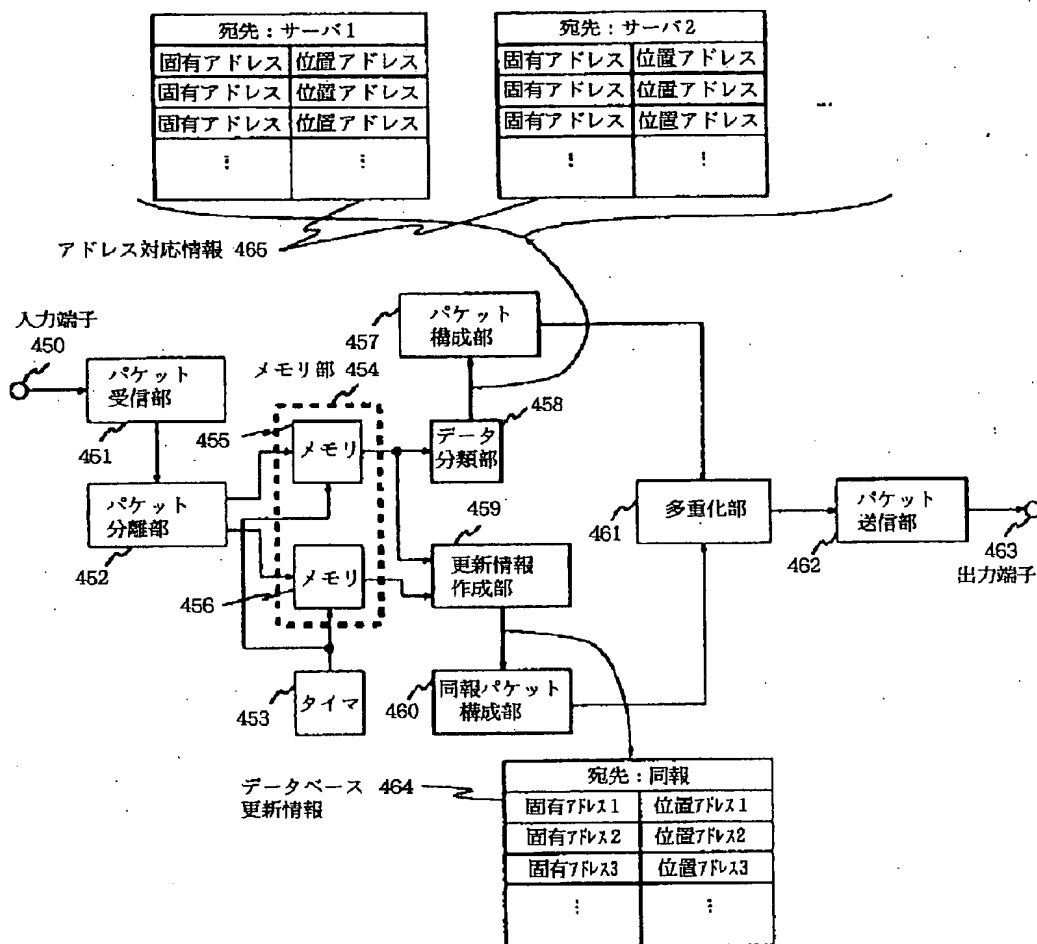 宛先：サーバ1
固有アドレス 位置アドレス
固有アドレス 位置アドレス
固有アドレス 位置アドレス
⋮ ⋮
宛先：サーバ2
固有アドレス 位置アドレス
固有アドレス 位置アドレス
固有アドレス 位置アドレス
⋮ ⋮
アドレス対応情報 465
入力端子
450
パケット
受信部
451
パケット
分離部
452
メモリ部 454
455
メモリ
メモリ
456
453
タイマ
457
パケット
構成部
458
データ
分類部
459
更新情報
作成部
460
同報パケット
構成部
461
多重化部
462
パケット
送信部
463
出力端子
データベース 464
更新情報
宛先：同報
固有アドレス1 位置アドレス1
固有アドレス2 位置アドレス2
固有アドレス3 位置アドレス3
⋮ ⋮